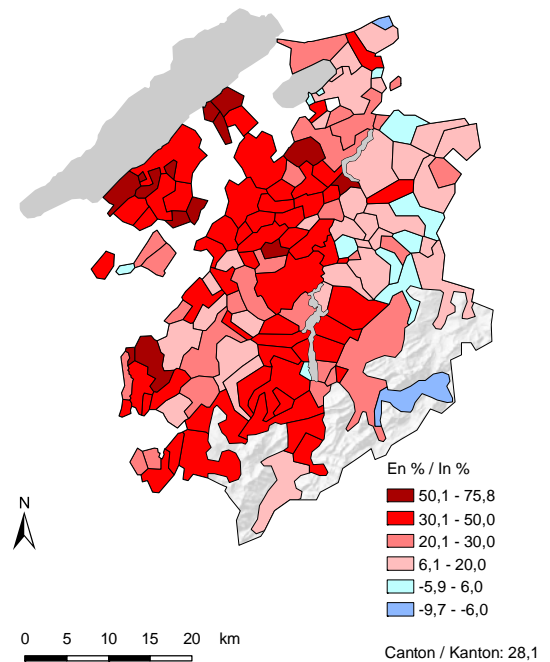 En % / In %
50,1 - 75,8
30,1 - 50,0
20,1 - 30,0
6,1 - 20,0
-5,9 - 6,0
-9,7 - -6,0
N
0 5 10 15 20 km
Canton / Kanton: 28,1